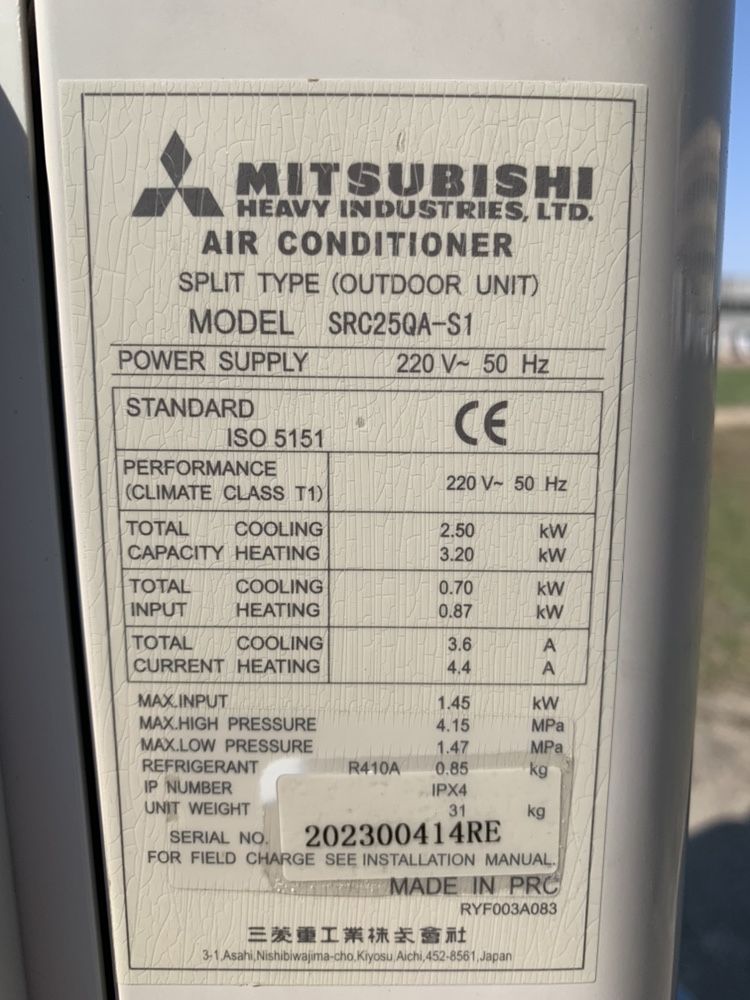 MITSUBISHI
HEAVY INDUSTRIES, LTD.
AIR CONDITIONER
SPLIT TYPE (OUTDOOR UNIT)
MODEL SRC25QA-S1
POWER SUPPLY 220 V~ 50 Hz
STANDARD
ISO 5151
CE
PERFORMANCE
(CLIMATE CLASS T1) 220 V~ 50 Hz
TOTAL COOLING 2.50 kW
CAPACITY HEATING 3.20 kW
TOTAL COOLING 0.70 kW
INPUT HEATING 0.87 kW
TOTAL COOLING 3.6 A
CURRENT HEATING 4.4 A
MAX.INPUT 1.45 kW
MAX.HIGH PRESSURE 4.15 MPa
MAX.LOW PRESSURE 1.47 MPa
REFRIGERANT R410A 0.85 kg
IP NUMBER IPX4
UNIT WEIGHT 31 kg
SERIAL NO. 202300414RE
FOR FIELD CHARGE SEE INSTALLATION MANUAL.
MADE IN PRC
RYF003A083
三菱重工業株式會社
3-1,Asahi,Nishibiwajima-cho,Kiyosu,Aichi,452-8561,Japan